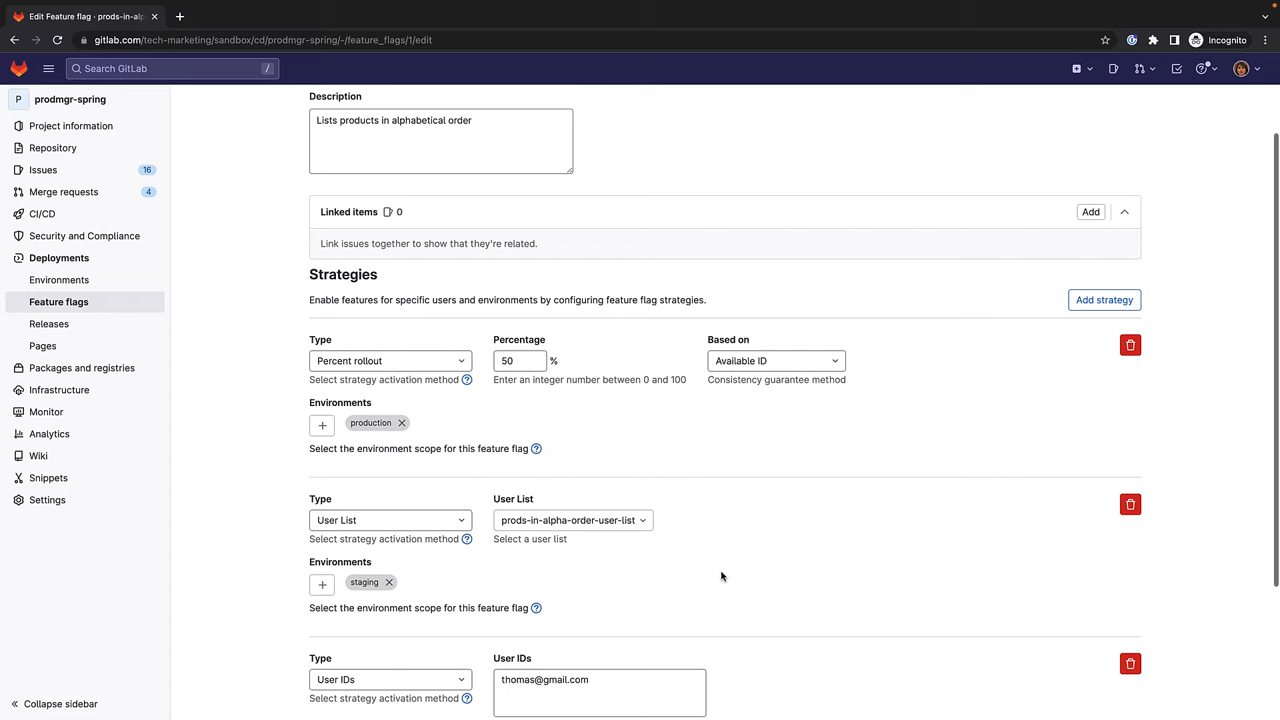 Edit Feature flag · prods-in-al
gitlab.com/tech-marketing/sandbox/cd/prodmgr-spring/-/feature_flags/1/edit
Incognito
Search GitLab
/
P
prodmgr-spring
Project information
Repository
Issues
16
Merge requests
4
CI/CD
Security and Compliance
Deployments
Environments
Feature flags
Releases
Pages
Packages and registries
Infrastructure
Monitor
Analytics
Wiki
Snippets
Settings
Collapse sidebar
Description
Lists products in alphabetical order
Linked items 0
Add
Link issues together to show that they're related.
Strategies
Enable features for specific users and environments by configuring feature flag strategies.
Add strategy
Type
Percentage
Based on
Percent rollout
50 %
Available ID
Select strategy activation method
Enter an integer number between 0 and 100
Consistency guarantee method
Environments
production
Select the environment scope for this feature flag
Type
User List
User List
prods-in-alpha-order-user-list
Select strategy activation method
Select a user list
Environments
staging
Select the environment scope for this feature flag
Type
User IDs
User IDs
thomas@gmail.com
Select strategy activation method